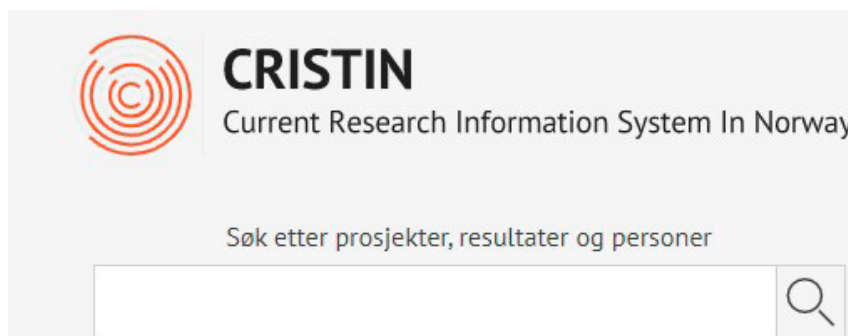 CRISTIN
Current Research Information System In Norway
Søk etter prosjekter, resultater og personer